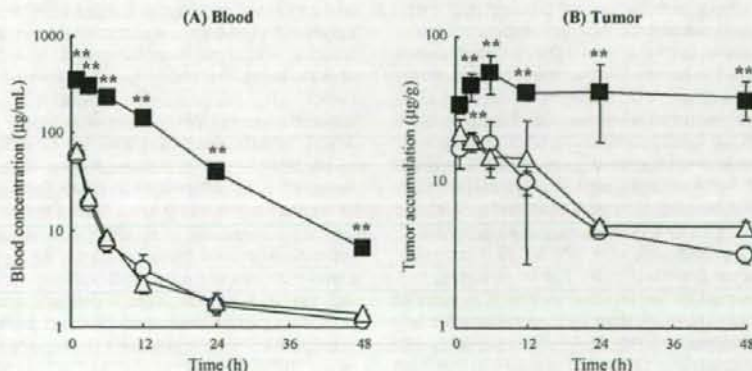 (A) Blood
1000
100
10
1
Blood concentration (µg/mL)
** ** ** ** ** **
0 12 24 36 48
Time (h)
(B) Tumor
100
10
1
Tumor accumulation (µg/g)
** ** ** ** ** **
0 12 24 36 48
Time (h)